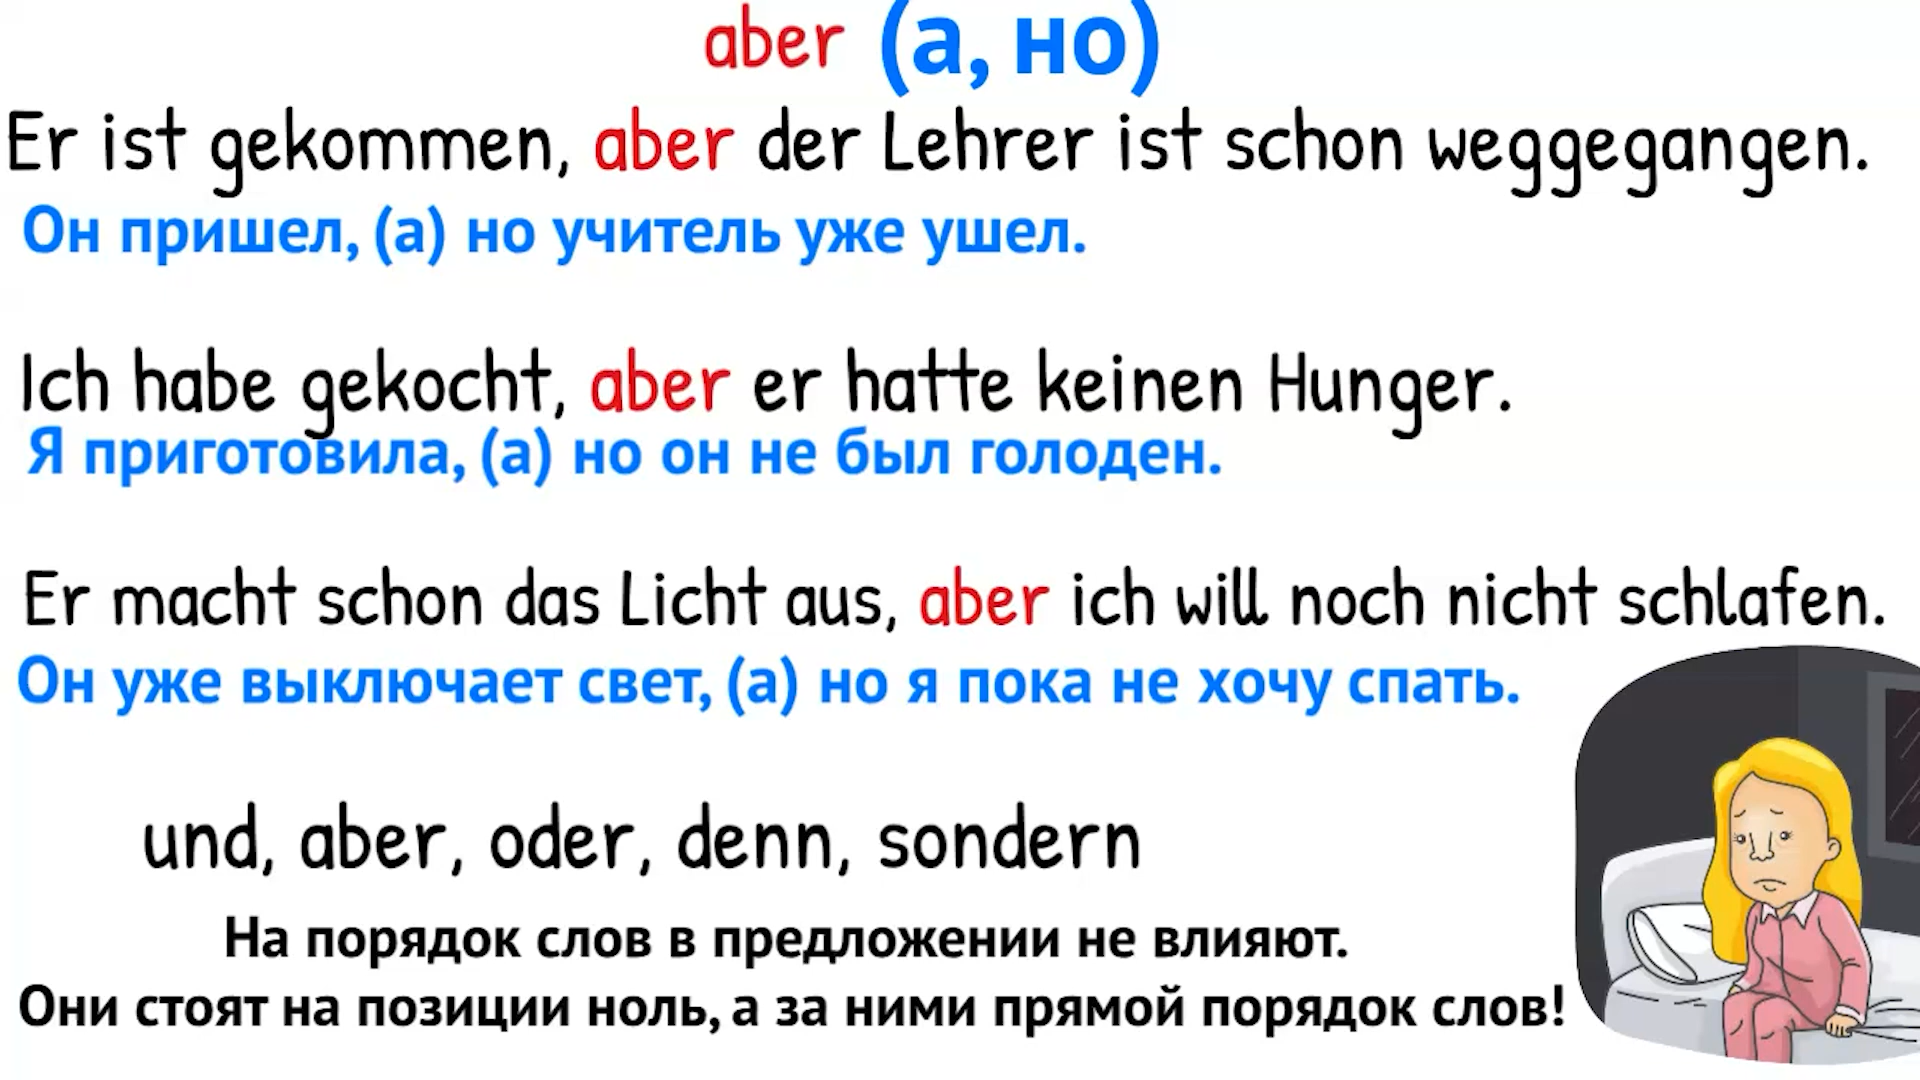 aber (а, но)
Er ist gekommen, aber der Lehrer ist schon weggegangen.
Он пришел, (а) но учитель уже ушел.
Ich habe gekocht, aber er hatte keinen Hunger.
Я приготовила, (а) но он не был голоден.
Er macht schon das Licht aus, aber ich will noch nicht schlafen.
Он уже выключает свет, (а) но я пока не хочу спать.
und, aber, oder, denn, sondern
На порядок слов в предложении не влияют.
Они стоят на позиции ноль, а за ними прямой порядок слов!